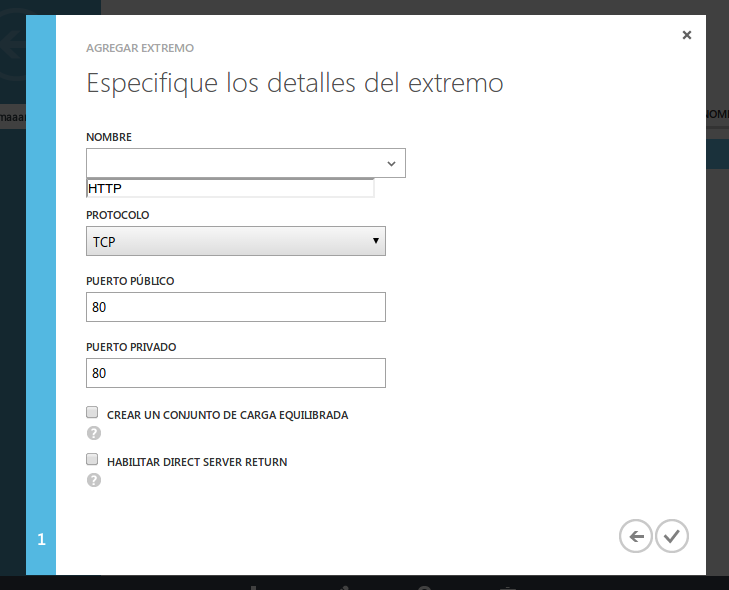 AGREGAR EXTREMO
Especifique los detalles del extremo
NOMBRE
HTTP
PROTOCOLO
TCP
PUERTO PÚBLICO
80
PUERTO PRIVADO
80
CREAR UN CONJUNTO DE CARGA EQUILIBRADA
?
HABILITAR DIRECT SERVER RETURN
?
1